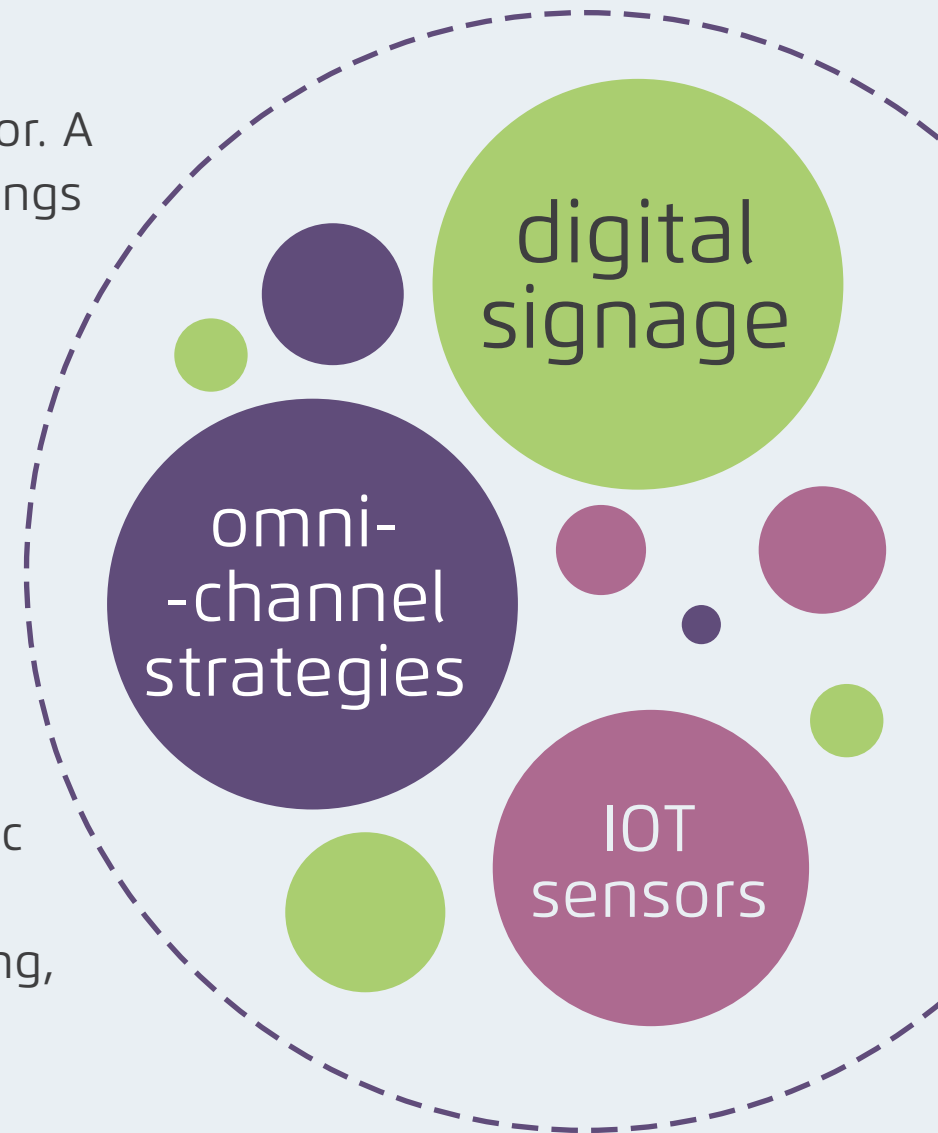 or. A
ngs
digital
signage
omni-
-channel
strategies
c
ng,
IOT
sensors